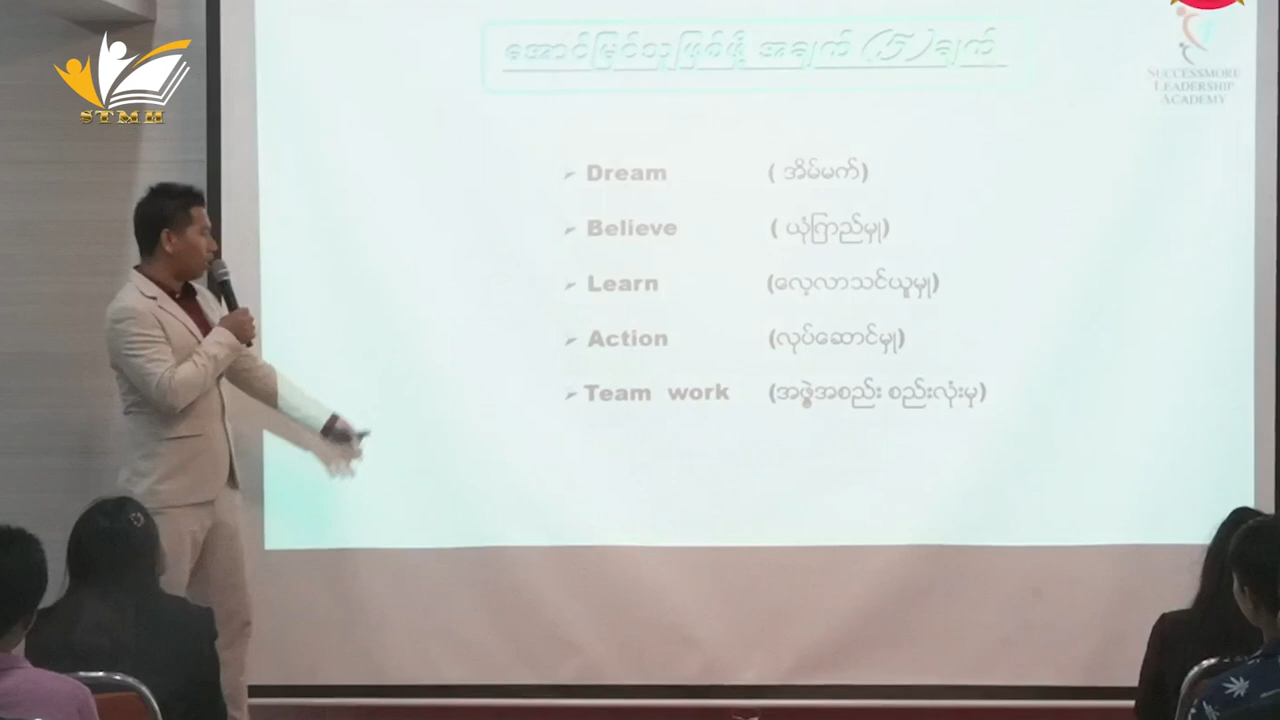 STMH
အောင်မြင်သူဖြစ်ဖို့ အချက် (5)ချက်
SUCCESSMORE
LEADERSHIP
ACADEMY
➢ Dream ( အိမ်မက်)
➢ Believe ( ယုံကြည်မှု)
➢ Learn (လေ့လာသင်ယူမှု)
➢ Action (လုပ်ဆောင်မှု)
➢ Team work (အဖွဲ့အစည်း စည်းလုံးမှု)